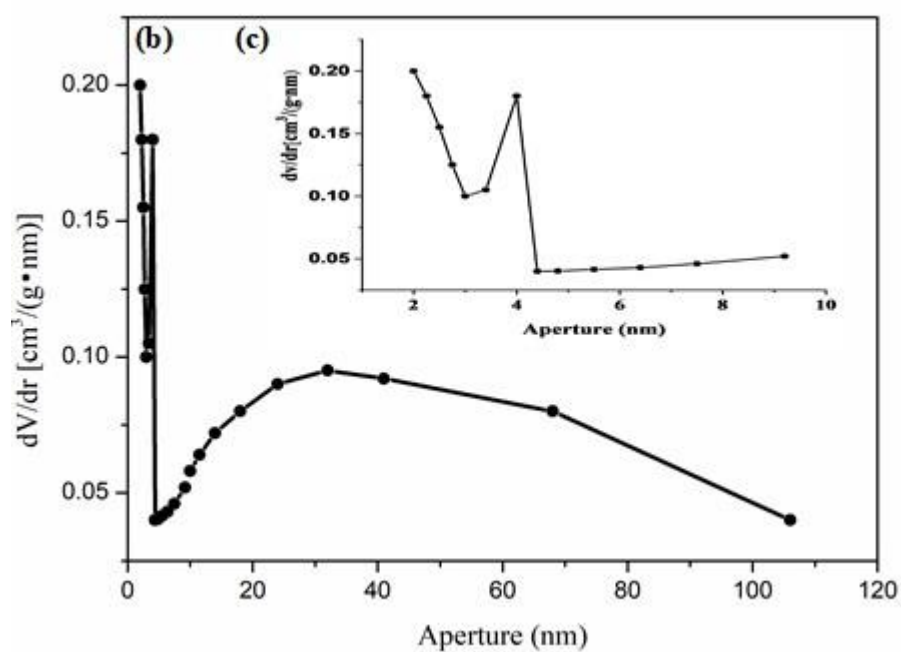 (b)
(c)
0.20
0.15
0.10
0.05
dV/dr [cm³/(g•nm)]
0 20 40 60 80 100 120
Aperture (nm)
0.20
0.15
0.10
0.05
dv/dr[cm³/(g·nm)
2 4 6 8 10
Aperture (nm)